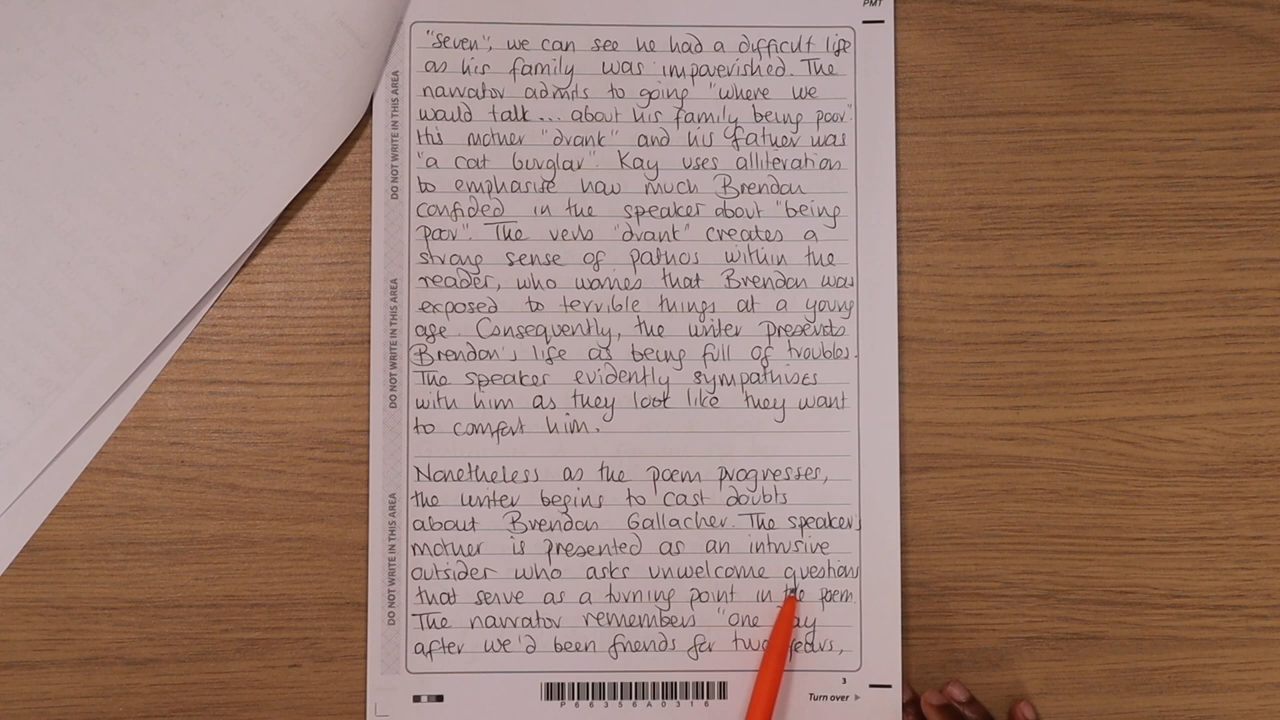 PMT
"Seven", we can see he had a difficult life
as his family was impoverished. The
narrator admits to going "where we
would talk... about his family being poor."
His mother "drank" and his father was
"a cat burglar". Kay uses alliteration
to emphasise how much Brendan
confided in the speaker about "being
poor". The verb "drank" creates a
strong sense of pathos within the
reader, who worries that Brendan was
exposed to terrible things at a young
age. Consequently, the writer presents
Brendon's life as being full of troubles.
The speaker evidently sympathises
with him as they look like they want
to comfort him.
Nonetheless as the poem progresses,
the writer begins to cast doubts
about Brendon Gallacher. The speaker's
mother is presented as an intrusive
outsider who asks unwelcome questions
that serve as a turning point in the poem.
The narrator remembers "one day
after we'd been friends for two years,
DO NOT WRITE IN THIS AREA
DO NOT WRITE IN THIS AREA
DO NOT WRITE IN THIS AREA
3
P66356A0316
Turn over